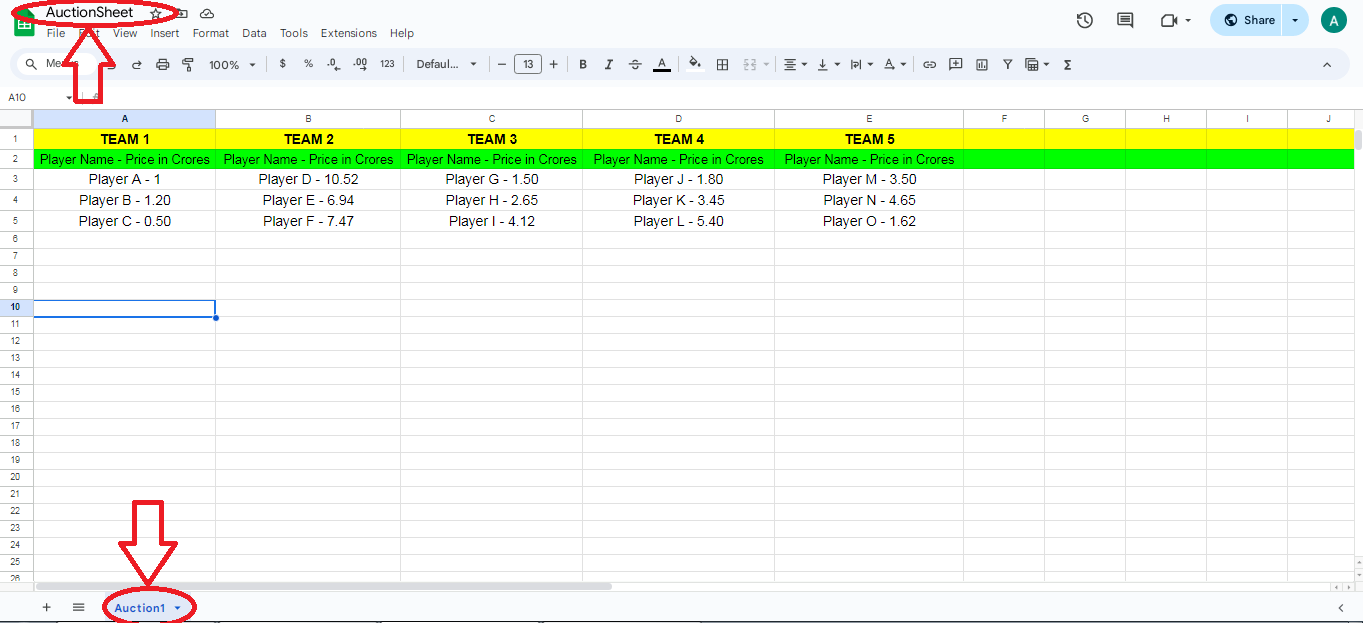 AuctionSheet
File Edit View Insert Format Data Tools Extensions Help
Share
A
100% $ % .0 .00 123 Defaul... 13 B I A
A10
A B C D E F G H I J
1 TEAM 1 TEAM 2 TEAM 3 TEAM 4 TEAM 5
2 Player Name - Price in Crores Player Name - Price in Crores Player Name - Price in Crores Player Name - Price in Crores Player Name - Price in Crores
3 Player A - 1 Player D - 10.52 Player G - 1.50 Player J - 1.80 Player M - 3.50
4 Player B - 1.20 Player E - 6.94 Player H - 2.65 Player K - 3.45 Player N - 4.65
5 Player C - 0.50 Player F - 7.47 Player I - 4.12 Player L - 5.40 Player O - 1.62
6
7
8
9
10
11
12
13
14
15
16
17
18
19
20
21
22
23
24
25
26
Auction1